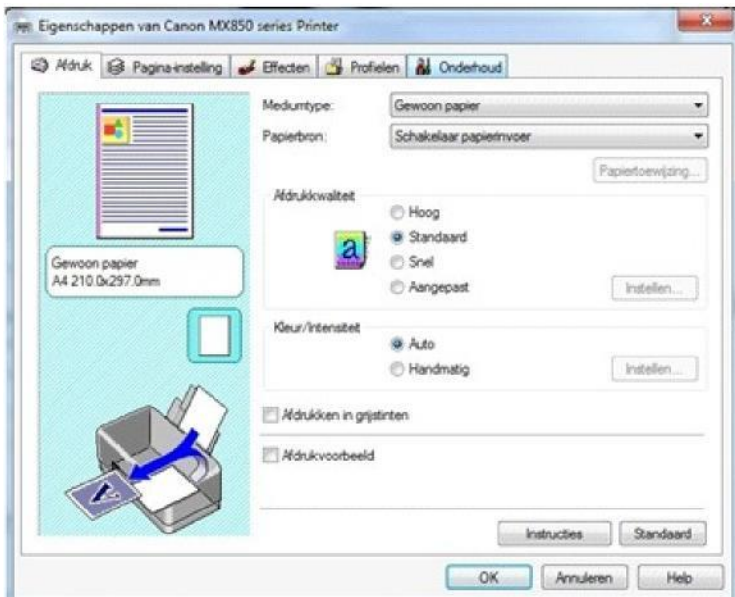 Eigenschappen van Canon MX850 series Printer
Afdruk Pagina-instelling Effecten Profielen Onderhoud
Mediumtype: Gewoon papier
Papierbron: Schakelaar papierinvoer
Papiertoewijzing...
Afdrukkwaliteit
Hoog
Standaard
Snel
Aangepast Instellen...
Gewoon papier
A4 210.0x297.0mm
Kleur/Intensiteit
Auto
Handmatig Instellen...
Afdrukken in grijstinten
Afdrukvoorbeeld
Instructies Standaard
OK Annuleren Help